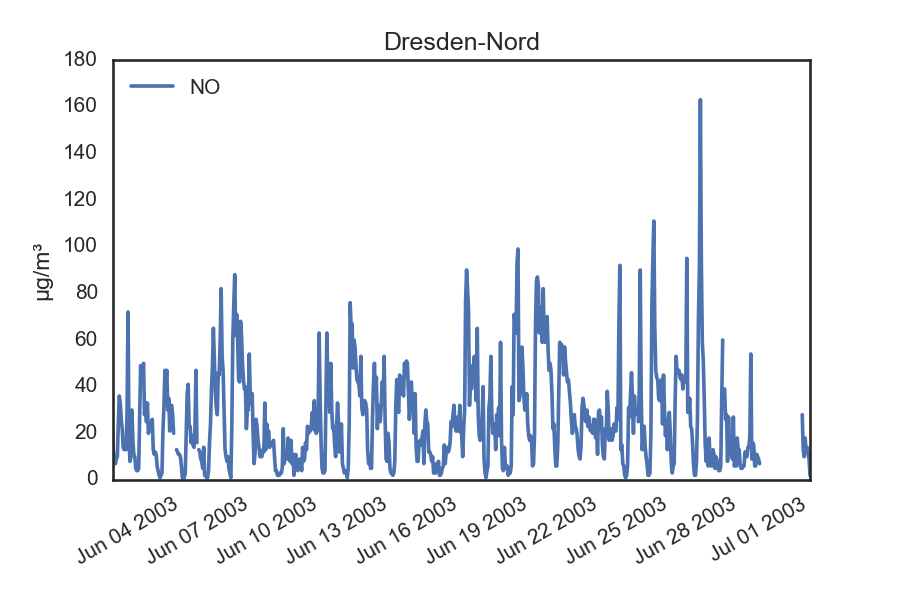 Dresden-Nord
NO
µg/m³
180
160
140
120
100
80
60
40
20
0
Jun 04 2003
Jun 07 2003
Jun 10 2003
Jun 13 2003
Jun 16 2003
Jun 19 2003
Jun 22 2003
Jun 25 2003
Jun 28 2003
Jul 01 2003